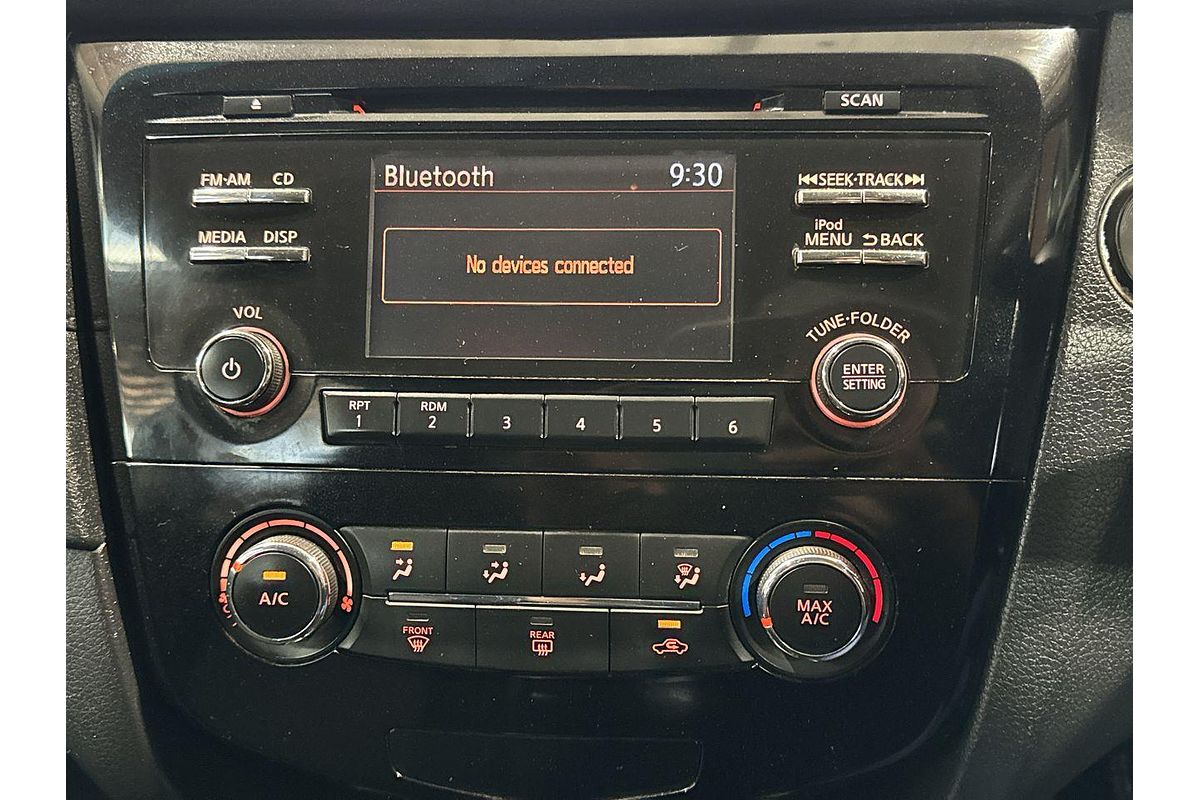 SCAN
FM·AM CD
Bluetooth 9:30
SEEK·TRACK
MEDIA DISP
iPod
MENU BACK
No devices connected
VOL
TUNE·FOLDER
ENTER
SETTING
RPT RDM
1 2 3 4 5 6
A/C
MAX
A/C
FRONT
REAR